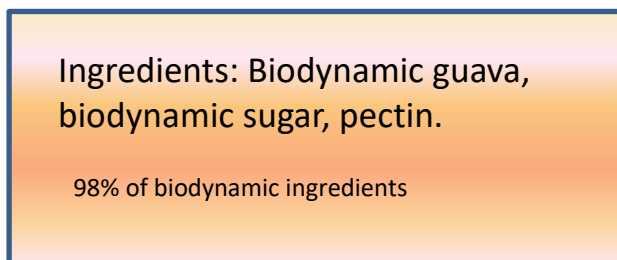 Ingredients: Biodynamic guava,
biodynamic sugar, pectin.
98% of biodynamic ingredients